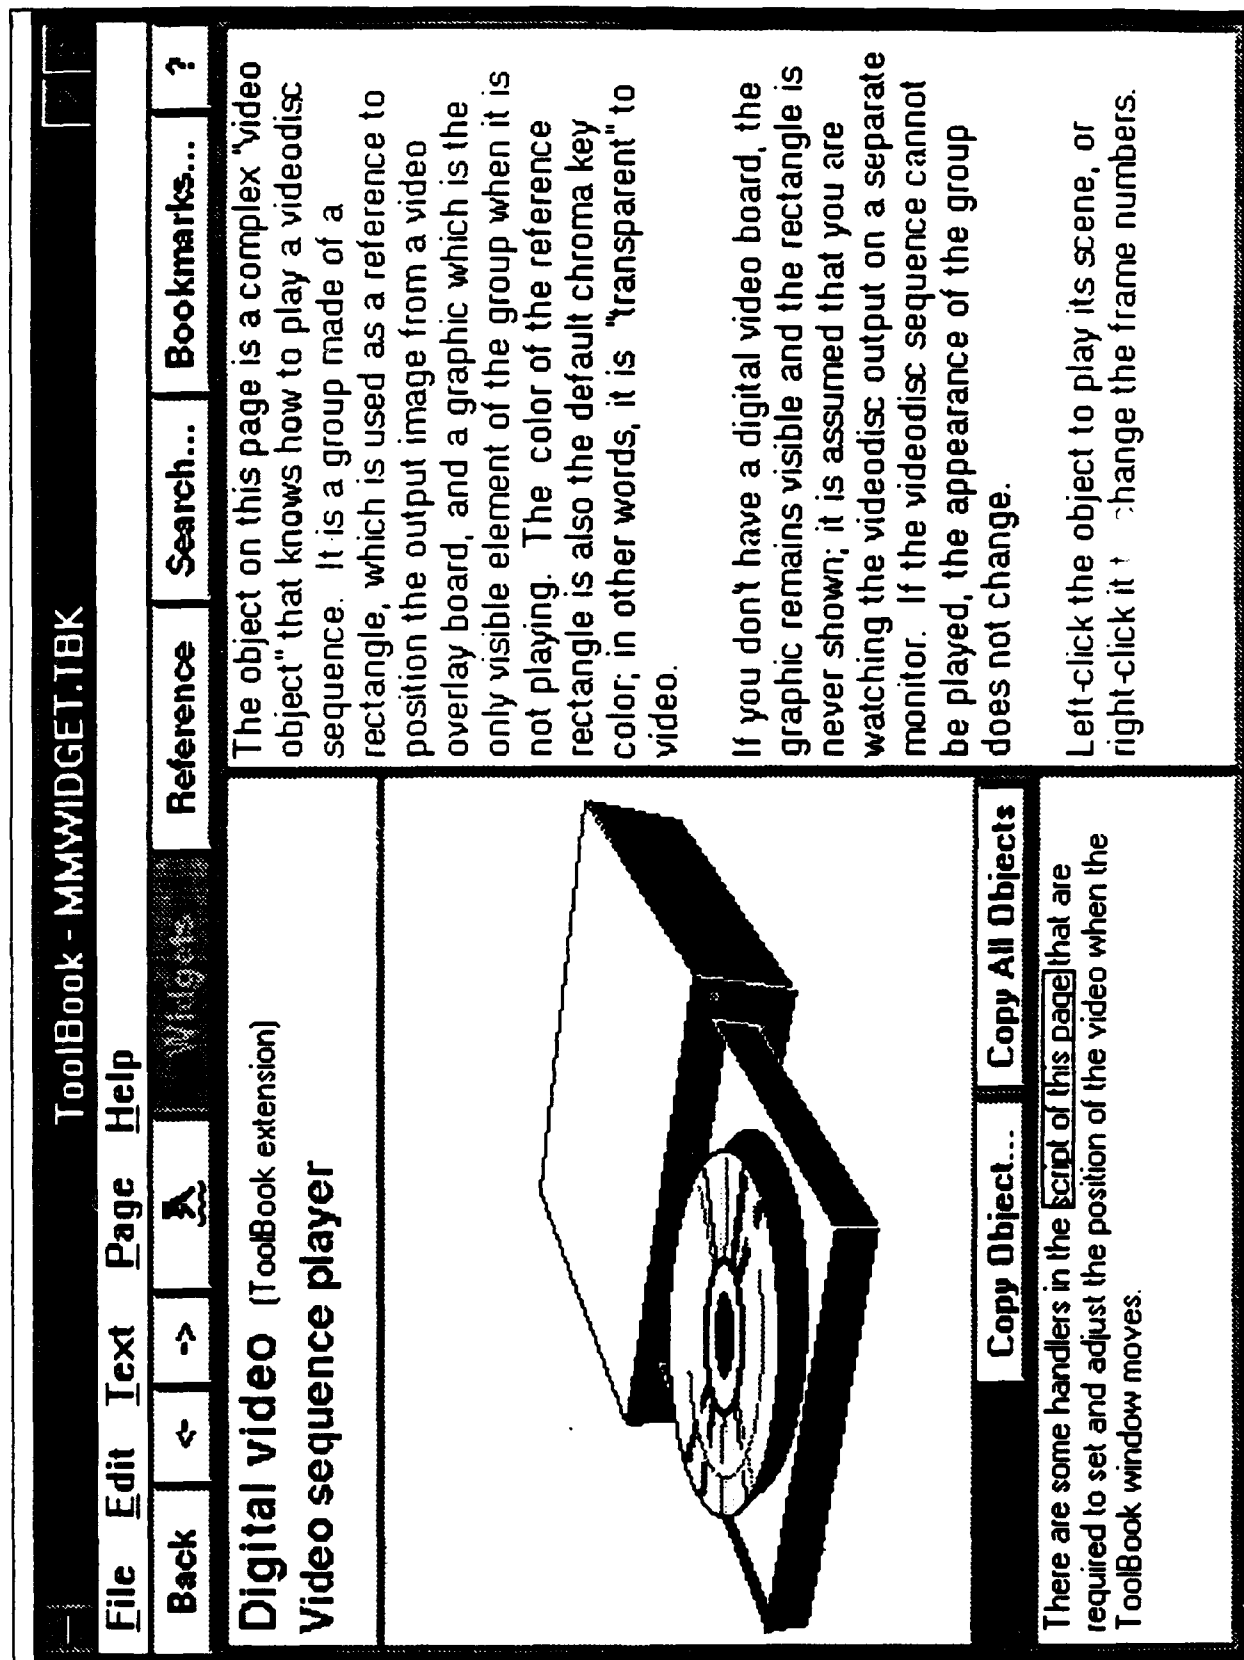 ToolBook - MMWIDGET.TBK
File Edit Text Page Help
Back <- -> Widgets Reference Search... Bookmarks... ?
Digital video (ToolBook extension)
Video sequence player
Copy Object... Copy All Objects
There are some handlers in the script of this page that are
required to set and adjust the position of the video when the
ToolBook window moves.
The object on this page is a complex "video
object" that knows how to play a videodisc
sequence. It is a group made of a
rectangle, which is used as a reference to
position the output image from a video
overlay board, and a graphic which is the
only visible element of the group when it is
not playing. The color of the reference
rectangle is also the default chroma key
color; in other words, it is "transparent" to
video.
If you don't have a digital video board, the
graphic remains visible and the rectangle is
never shown; it is assumed that you are
watching the videodisc output on a separate
monitor. If the videodisc sequence cannot
be played, the appearance of the group
does not change.
Left-click the object to play its scene, or
right-click it change the frame numbers.